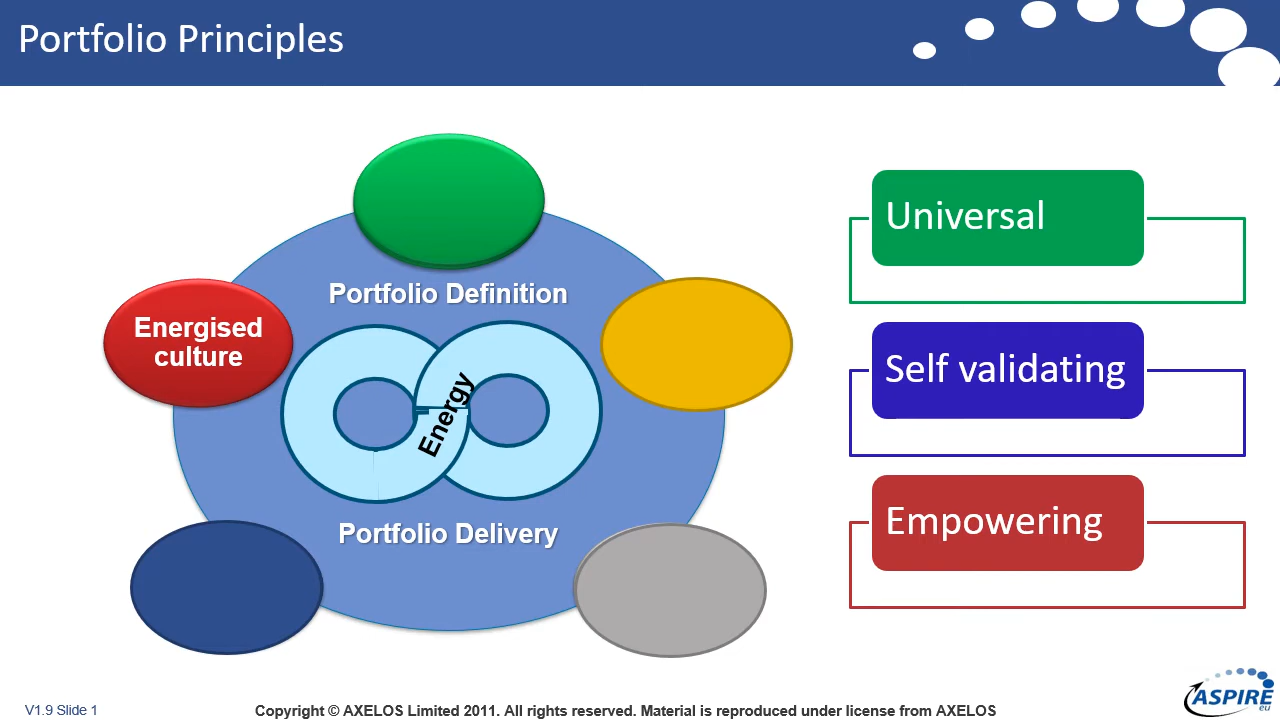 Portfolio Principles
Portfolio Definition
Energised
culture
Energy
Portfolio Delivery
Universal
Self validating
Empowering
V1.9 Slide 1
Copyright © AXELOS Limited 2011. All rights reserved. Material is reproduced under license from AXELOS
ASPIRE
eu